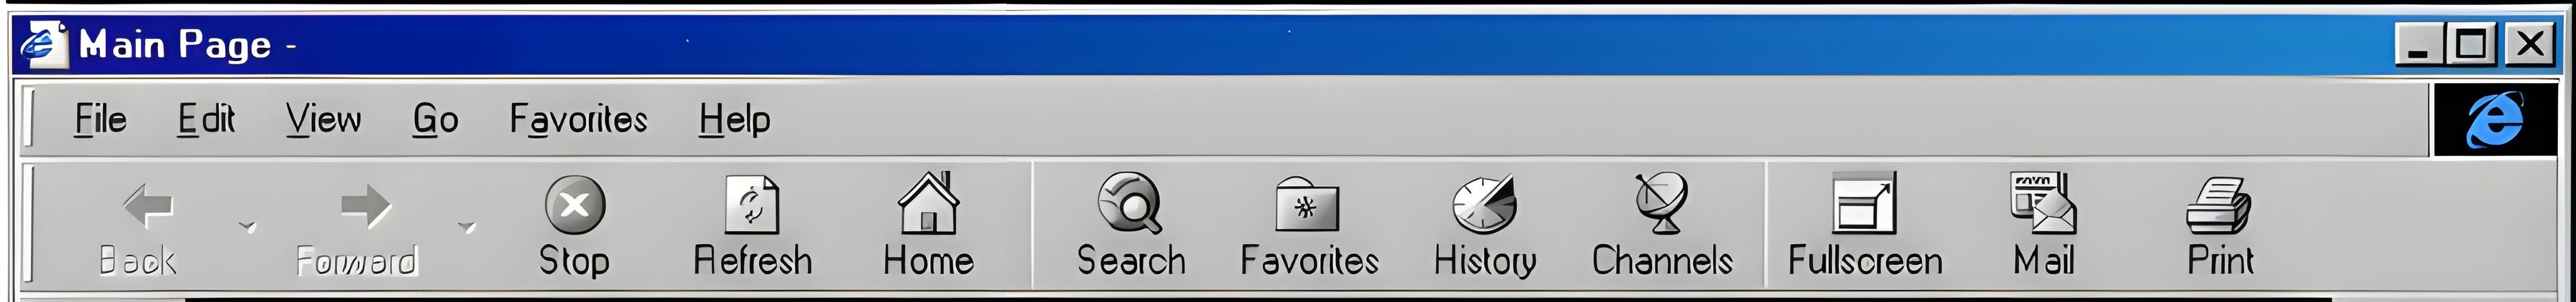 Main Page -
File Edit View Go Favorites Help
Back Forward Stop Refresh Home Search Favorites History Channels Fullscreen Mail Print